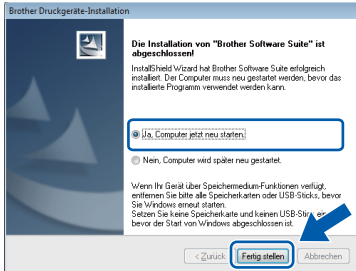 Brother Druckgeräte-Installation
Die Installation von "Brother Software Suite" ist
abgeschlossen!
InstallShield Wizard hat Brother Software Suite erfolgreich
installiert. Der Computer muss neu gestartet werden, bevor das
installierte Programm verwendet werden kann.
Ja, Computer jetzt neu starten.
Nein, Computer wird später neu gestartet.
Wenn Ihr Gerät über Speichermedium-Funktionen verfügt,
entfernen Sie bitte alle Speicherkarten oder USB-Sticks, bevor
Sie Windows erneut starten.
Setzen Sie keine Speicherkarte und keinen USB-Stick
bevor der Start von Windows abgeschlossen ist.
< Zurück Fertig stellen Abbrechen